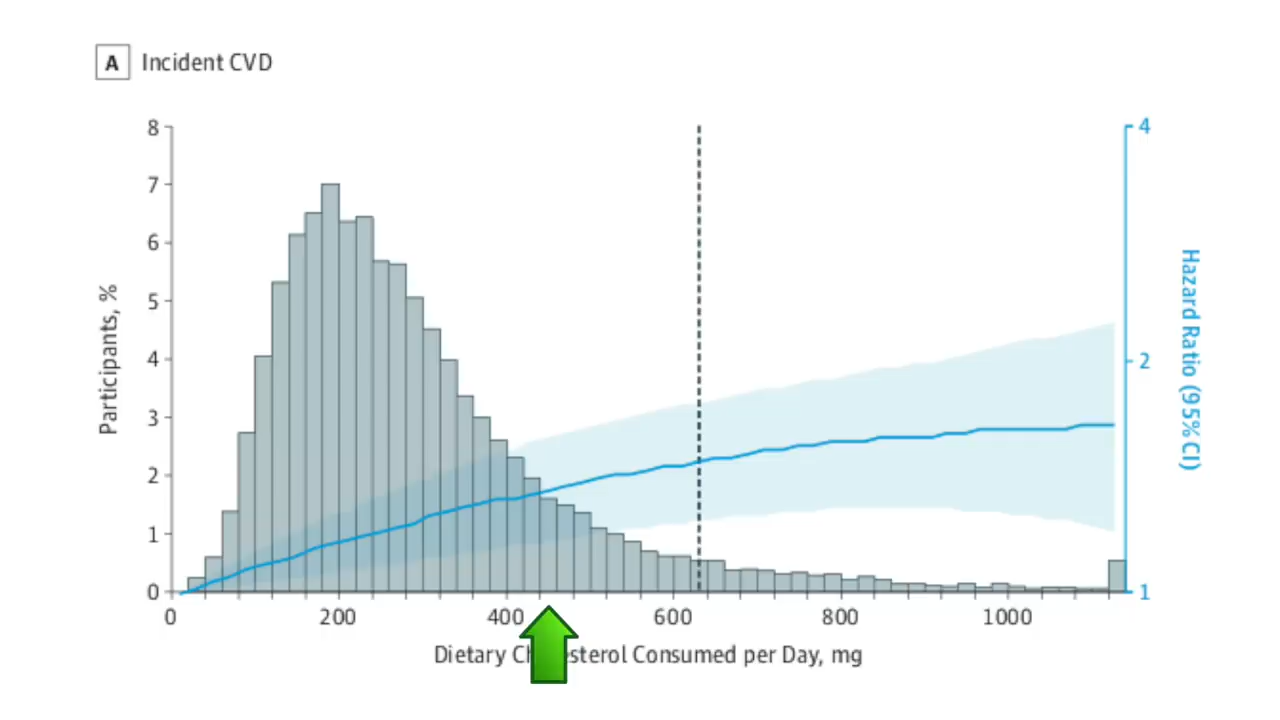 A Incident CVD
8
7
6
5
4
3
2
1
0
Participants, %
4
2
1
Hazard Ratio (95% CI)
0 200 400 600 800 1000
Dietary Ch esterol Consumed per Day, mg